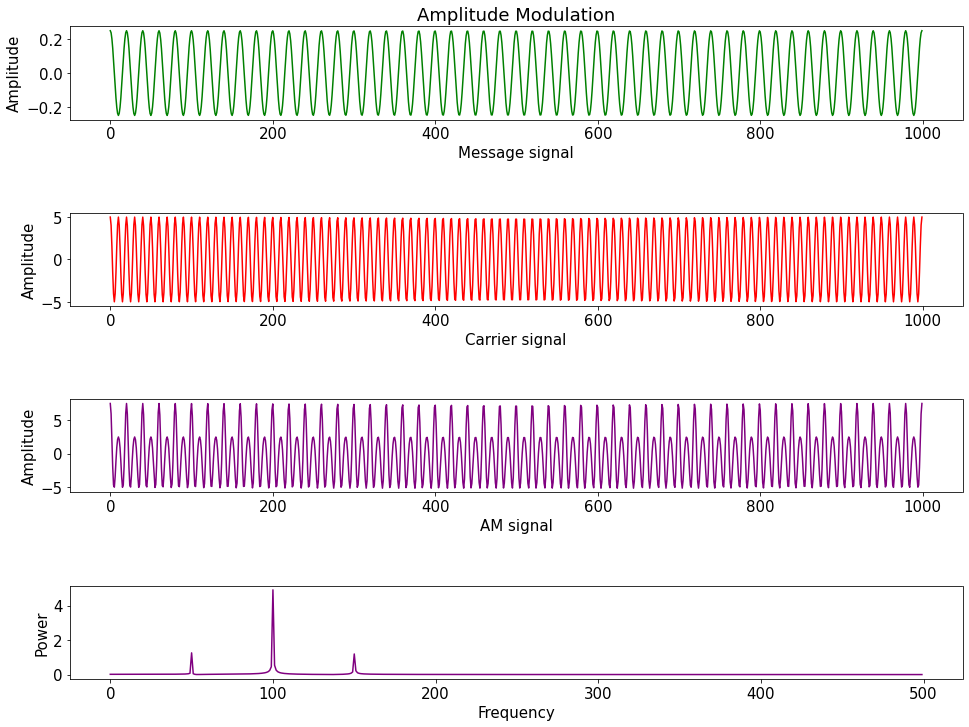 Amplitude Modulation
Amplitude
0.2
0.0
−0.2
0 200 400 600 800 1000
Message signal
Amplitude
5
0
−5
0 200 400 600 800 1000
Carrier signal
Amplitude
5
0
−5
0 200 400 600 800 1000
AM signal
Power
4
2
0
0 100 200 300 400 500
Frequency